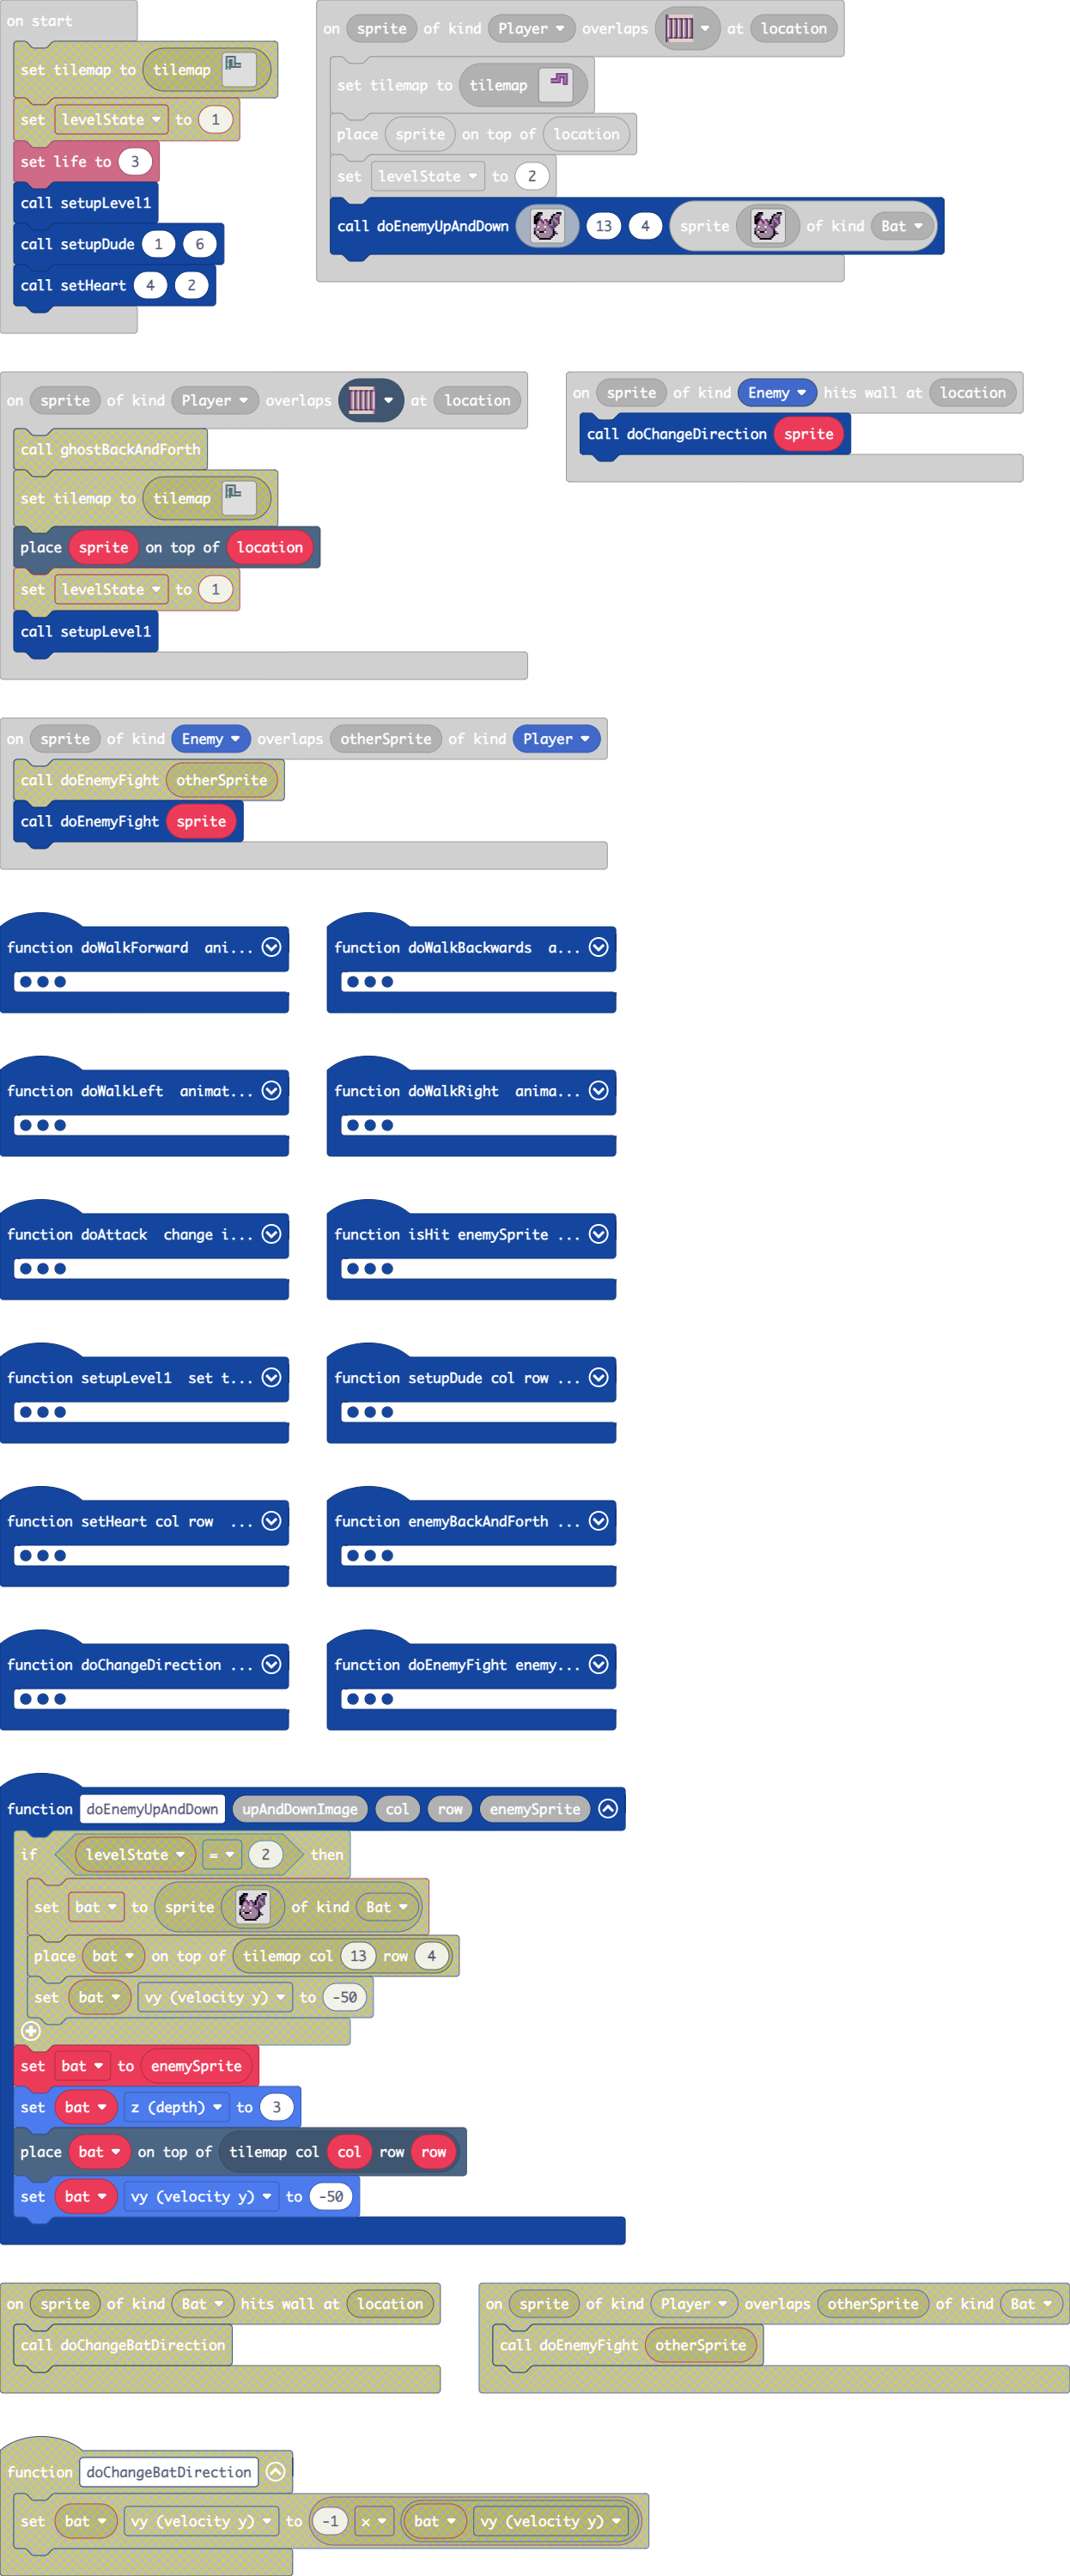 on start
set tilemap to tilemap
set levelState to 1
set life to 3
call setupLevel1
call setupDude 1 6
call setHeart 4 2
on sprite of kind Player overlaps at location
set tilemap to tilemap
place sprite on top of location
set levelState to 2
call doEnemyUpAndDown 13 4 sprite of kind Bat
on sprite of kind Player overlaps at location
call ghostBackAndForth
set tilemap to tilemap
place sprite on top of location
set levelState to 1
call setupLevel1
on sprite of kind Enemy hits wall at location
call doChangeDirection sprite
on sprite of kind Enemy overlaps otherSprite of kind Player
call doEnemyFight otherSprite
call doEnemyFight sprite
function doWalkForward ani...
function doWalkBackwards a...
function doWalkLeft animat...
function doWalkRight anima...
function doAttack change i...
function isHit enemySprite ...
function setupLevel1 set t...
function setupDude col row ...
function setHeart col row ...
function enemyBackAndForth ...
function doChangeDirection ...
function doEnemyFight enemy...
function doEnemyUpAndDown upAndDownImage col row enemySprite
if levelState = 2 then
set bat to sprite of kind Bat
place bat on top of tilemap col 13 row 4
set bat vy (velocity y) to -50
set bat to enemySprite
set bat z (depth) to 3
place bat on top of tilemap col col row row
set bat vy (velocity y) to -50
on sprite of kind Bat hits wall at location
call doChangeBatDirection
on sprite of kind Player overlaps otherSprite of kind Bat
call doEnemyFight otherSprite
function doChangeBatDirection
set bat vy (velocity y) to -1 × bat vy (velocity y)